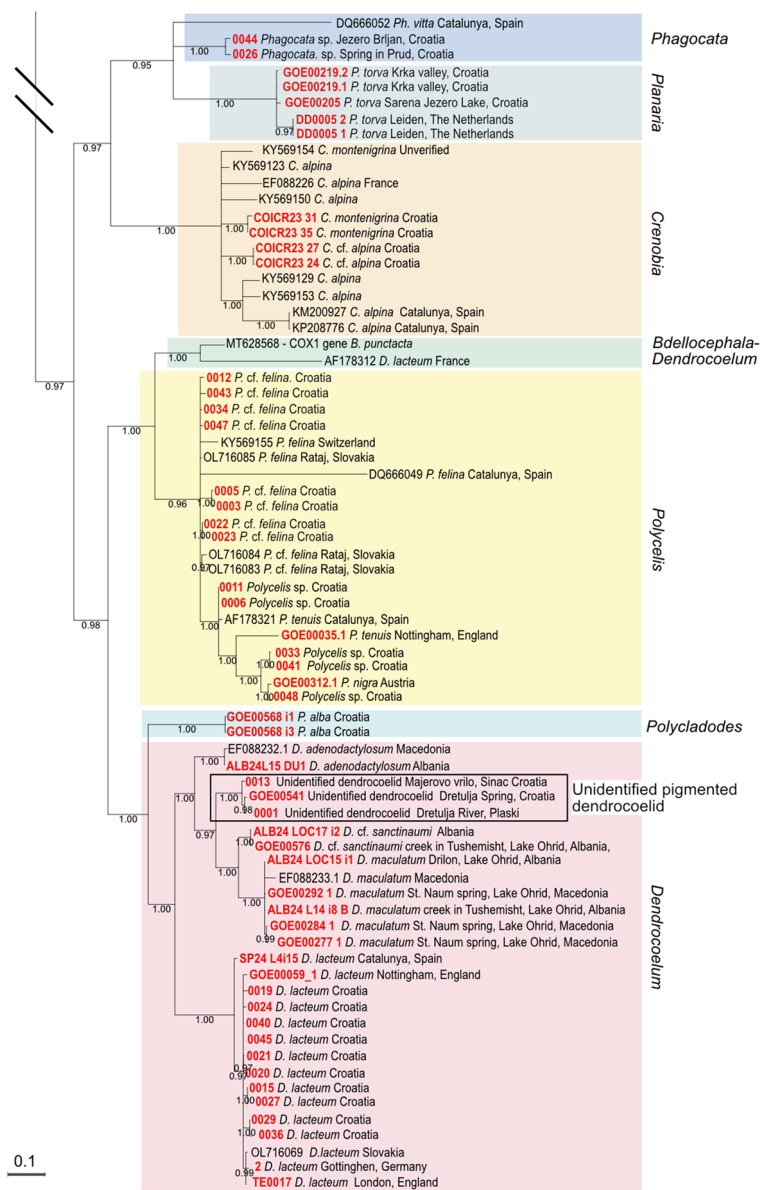 DQ666052 Ph. vitta Catalunya, Spain
0044 Phagocata sp. Jezero Brljan, Croatia
1.00
0026 Phagocata. sp. Spring in Prud, Croatia
Phagocata
0.95
GOE00219.2 P. torva Krka valley, Croatia
GOE00219.1 P. torva Krka valley, Croatia
1.00
GOE00205 P. torva Sarena Jezero Lake, Croatia
DD0005 2 P. torva Leiden, The Netherlands
0.97
DD0005 1 P. torva Leiden, The Netherlands
Planaria
0.97
KY569154 C. montenigrina Unverified
KY569123 C. alpina
EF088226 C. alpina France
KY569150 C. alpina
COICR23 31 C. montenigrina Croatia
1.00
COICR23 35 C. montenigrina Croatia
1.00
COICR23 27 C. cf. alpina Croatia
1.00
COICR23 24 C. cf. alpina Croatia
KY569129 C. alpina
KY569153 C. alpina
1.00
KM200927 C. alpina Catalunya, Spain
1.00
KP208776 C. alpina Catalunya, Spain
Crenobia
MT628568 - COX1 gene B. punctacta
1.00
AF178312 D. lacteum France
Bdellocephala-
Dendrocoelum
0.97
0012 P. cf. felina. Croatia
0043 P. cf. felina Croatia
0034 P. cf. felina Croatia
0047 P. cf. felina Croatia
1.00
KY569155 P. felina Switzerland
OL716085 P. felina Rataj, Slovakia
DQ666049 P. felina Catalunya, Spain
0005 P. cf. felina Croatia
0.96
1.00
0003 P. cf. felina Croatia
0022 P. cf. felina Croatia
1.00
0023 P. cf. felina Croatia
OL716084 P. cf. felina Rataj, Slovakia
0.97
OL716083 P. cf. felina Rataj, Slovakia
0011 Polycelis sp. Croatia
0006 Polycelis sp. Croatia
AF178321 P. tenuis Catalunya, Spain
1.00
GOE00035.1 P. tenuis Nottingham, England
0033 Polycelis sp. Croatia
1.00
1.00
0041 Polycelis sp. Croatia
GOE00312.1 P. nigra Austria
1.00
0048 Polycelis sp. Croatia
Polycelis
0.98
GOE00568 i1 P. alba Croatia
1.00
GOE00568 i3 P. alba Croatia
Polycladodes
EF088232.1 D. adenodactylosum Macedonia
ALB24L15 DU1 D. adenodactylosum Albania
1.00
0013 Unidentified dendrocoelid Majerovo vrilo, Sinac Croatia
1.00
1.00
GOE00541 Unidentified dendrocoelid Dretulja Spring, Croatia
0.98
0001 Unidentified dendrocoelid Dretulja River, Plaski
Unidentified pigmented
dendrocoelid
1.00
0.97
ALB24 LOC17 i2 D. cf. sanctinaumi Albania
1.00
GOE00576 D. cf. sanctinaumi creek in Tushemisht, Lake Ohrid, Albania,
ALB24 LOC15 i1 D. maculatum Drilon, Lake Ohrid, Albania
1.00
EF088233.1 D. maculatum Macedonia
GOE00292 1 D. maculatum St. Naum spring, Lake Ohrid, Macedonia
1.00
1.00
ALB24 L14 i8 B D. maculatum creek in Tushemisht, Lake Ohrid, Albania
GOE00284 1 D. maculatum St. Naum spring, Lake Ohrid, Macedonia
0.99
GOE00277 1 D. maculatum St. Naum spring, Lake Ohrid, Macedonia
SP24 L4i15 D. lacteum Catalunya, Spain
GOE00059_1 D. lacteum Nottingham, England
0019 D. lacteum Croatia
0024 D. lacteum Croatia
1.00
0040 D. lacteum Croatia
0045 D. lacteum Croatia
0021 D. lacteum Croatia
0.97
0020 D. lacteum Croatia
0015 D. lacteum Croatia
1.00
0027 D. lacteum Croatia
0029 D. lacteum Croatia
1.00
0036 D. lacteum Croatia
OL716069 D.lacteum Slovakia
2 D. lacteum Gottinghen, Germany
0.99
TE0017 D. lacteum London, England
Dendrocoelum
0.1